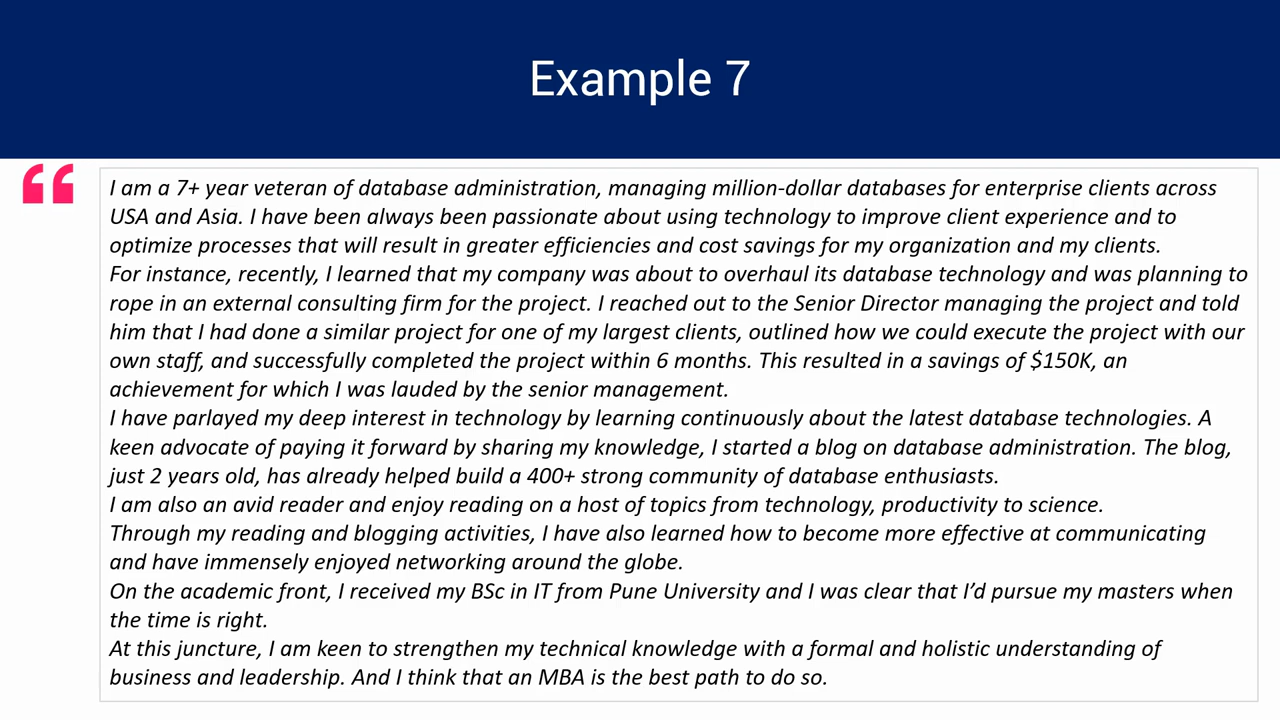 Example 7
“
I am a 7+ year veteran of database administration, managing million-dollar databases for enterprise clients across
USA and Asia. I have been always been passionate about using technology to improve client experience and to
optimize processes that will result in greater efficiencies and cost savings for my organization and my clients.
For instance, recently, I learned that my company was about to overhaul its database technology and was planning to
rope in an external consulting firm for the project. I reached out to the Senior Director managing the project and told
him that I had done a similar project for one of my largest clients, outlined how we could execute the project with our
own staff, and successfully completed the project within 6 months. This resulted in a savings of $150K, an
achievement for which I was lauded by the senior management.
I have parlayed my deep interest in technology by learning continuously about the latest database technologies. A
keen advocate of paying it forward by sharing my knowledge, I started a blog on database administration. The blog,
just 2 years old, has already helped build a 400+ strong community of database enthusiasts.
I am also an avid reader and enjoy reading on a host of topics from technology, productivity to science.
Through my reading and blogging activities, I have also learned how to become more effective at communicating
and have immensely enjoyed networking around the globe.
On the academic front, I received my BSc in IT from Pune University and I was clear that I’d pursue my masters when
the time is right.
At this juncture, I am keen to strengthen my technical knowledge with a formal and holistic understanding of
business and leadership. And I think that an MBA is the best path to do so.